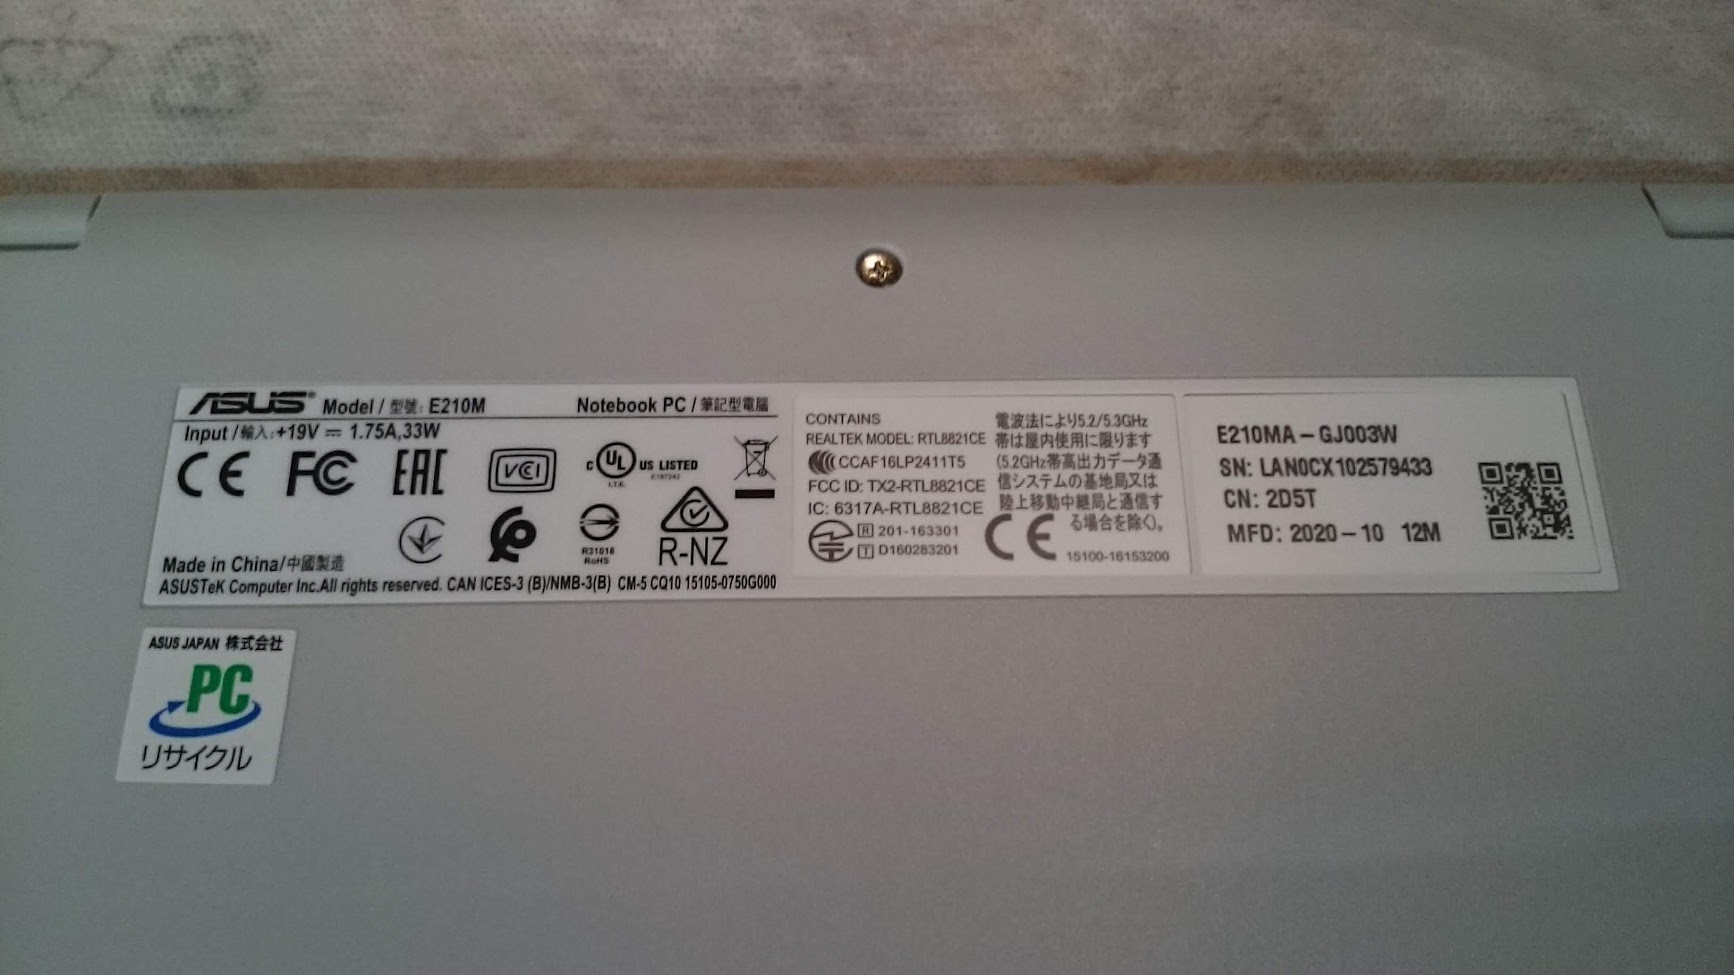 ASUS Model / 型號: E210M Notebook PC / 筆記型電腦
Input / 輸入: +19V ⎓ 1.75A, 33W
CE FC EAC VCI C UL US LISTED
I.T.E. E187242
R31016
RoHS
R-NZ
Made in China/中國製造
ASUSTeK Computer Inc.All rights reserved. CAN ICES-3 (B)/NMB-3(B) CM-5 CQ10 15105-0750G000
CONTAINS
REALTEK MODEL: RTL8821CE
CCAF16LP2411T5
FCC ID: TX2-RTL8821CE
IC: 6317A-RTL8821CE
R 201-163301
T D160283201
電波法により5.2/5.3GHz
帯は屋内使用に限ります
(5.2GHz帯高出力データ通
信システムの基地局又は
陸上移動中継局と通信す
る場合を除く)。
CE
15100-16153200
E210MA-GJ003W
SN: LAN0CX102579433
CN: 2D5T
MFD: 2020-10 12M
ASUS JAPAN 株式会社
PC
リサイクル